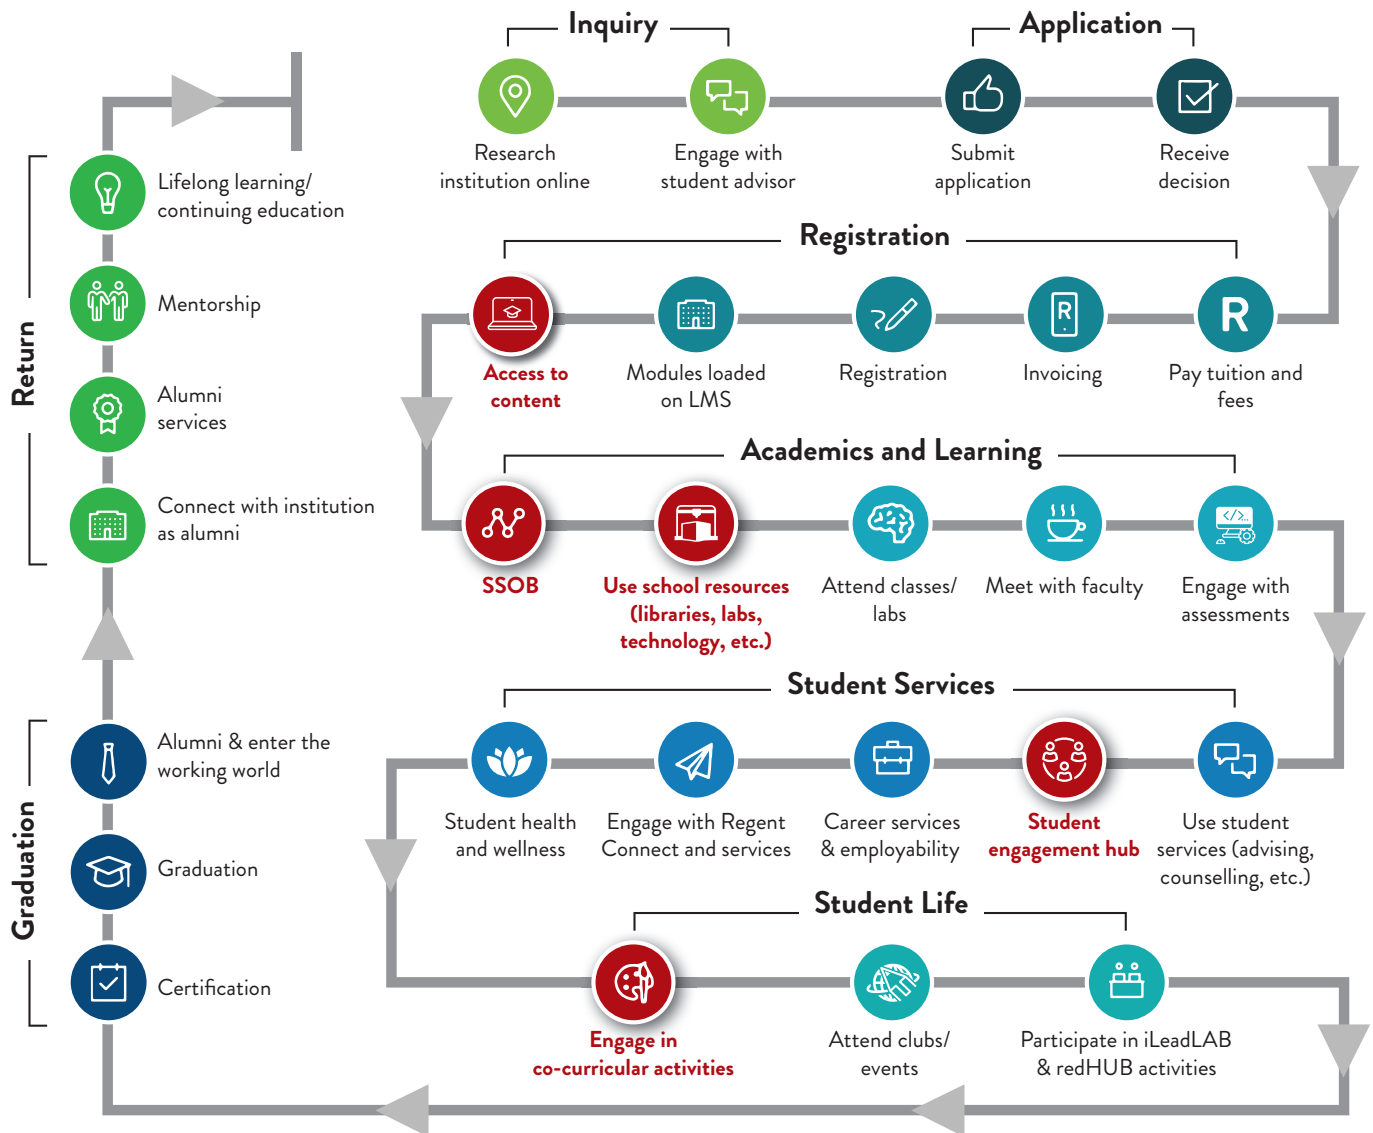 Inquiry
Application
Research
institution online
Engage with
student advisor
Submit
application
Receive
decision
Registration
Access to
content
Modules loaded
on LMS
Registration
R
Invoicing
R
Pay tuition and
fees
Academics and Learning
SSOB
Use school resources
(libraries, labs,
technology, etc.)
Attend classes/
labs
Meet with faculty
</>...
Engage with
assessments
Student Services
Student health
and wellness
Engage with Regent
Connect and services
Career services
& employability
Student
engagement hub
Use student
services (advising,
counselling, etc.)
Student Life
Engage in
co-curricular activities
Attend clubs/
events
Participate in iLeadLAB
& redHUB activities
Return
Lifelong learning/
continuing education
Mentorship
Alumni
services
Connect with institution
as alumni
Graduation
Alumni & enter the
working world
Graduation
Certification